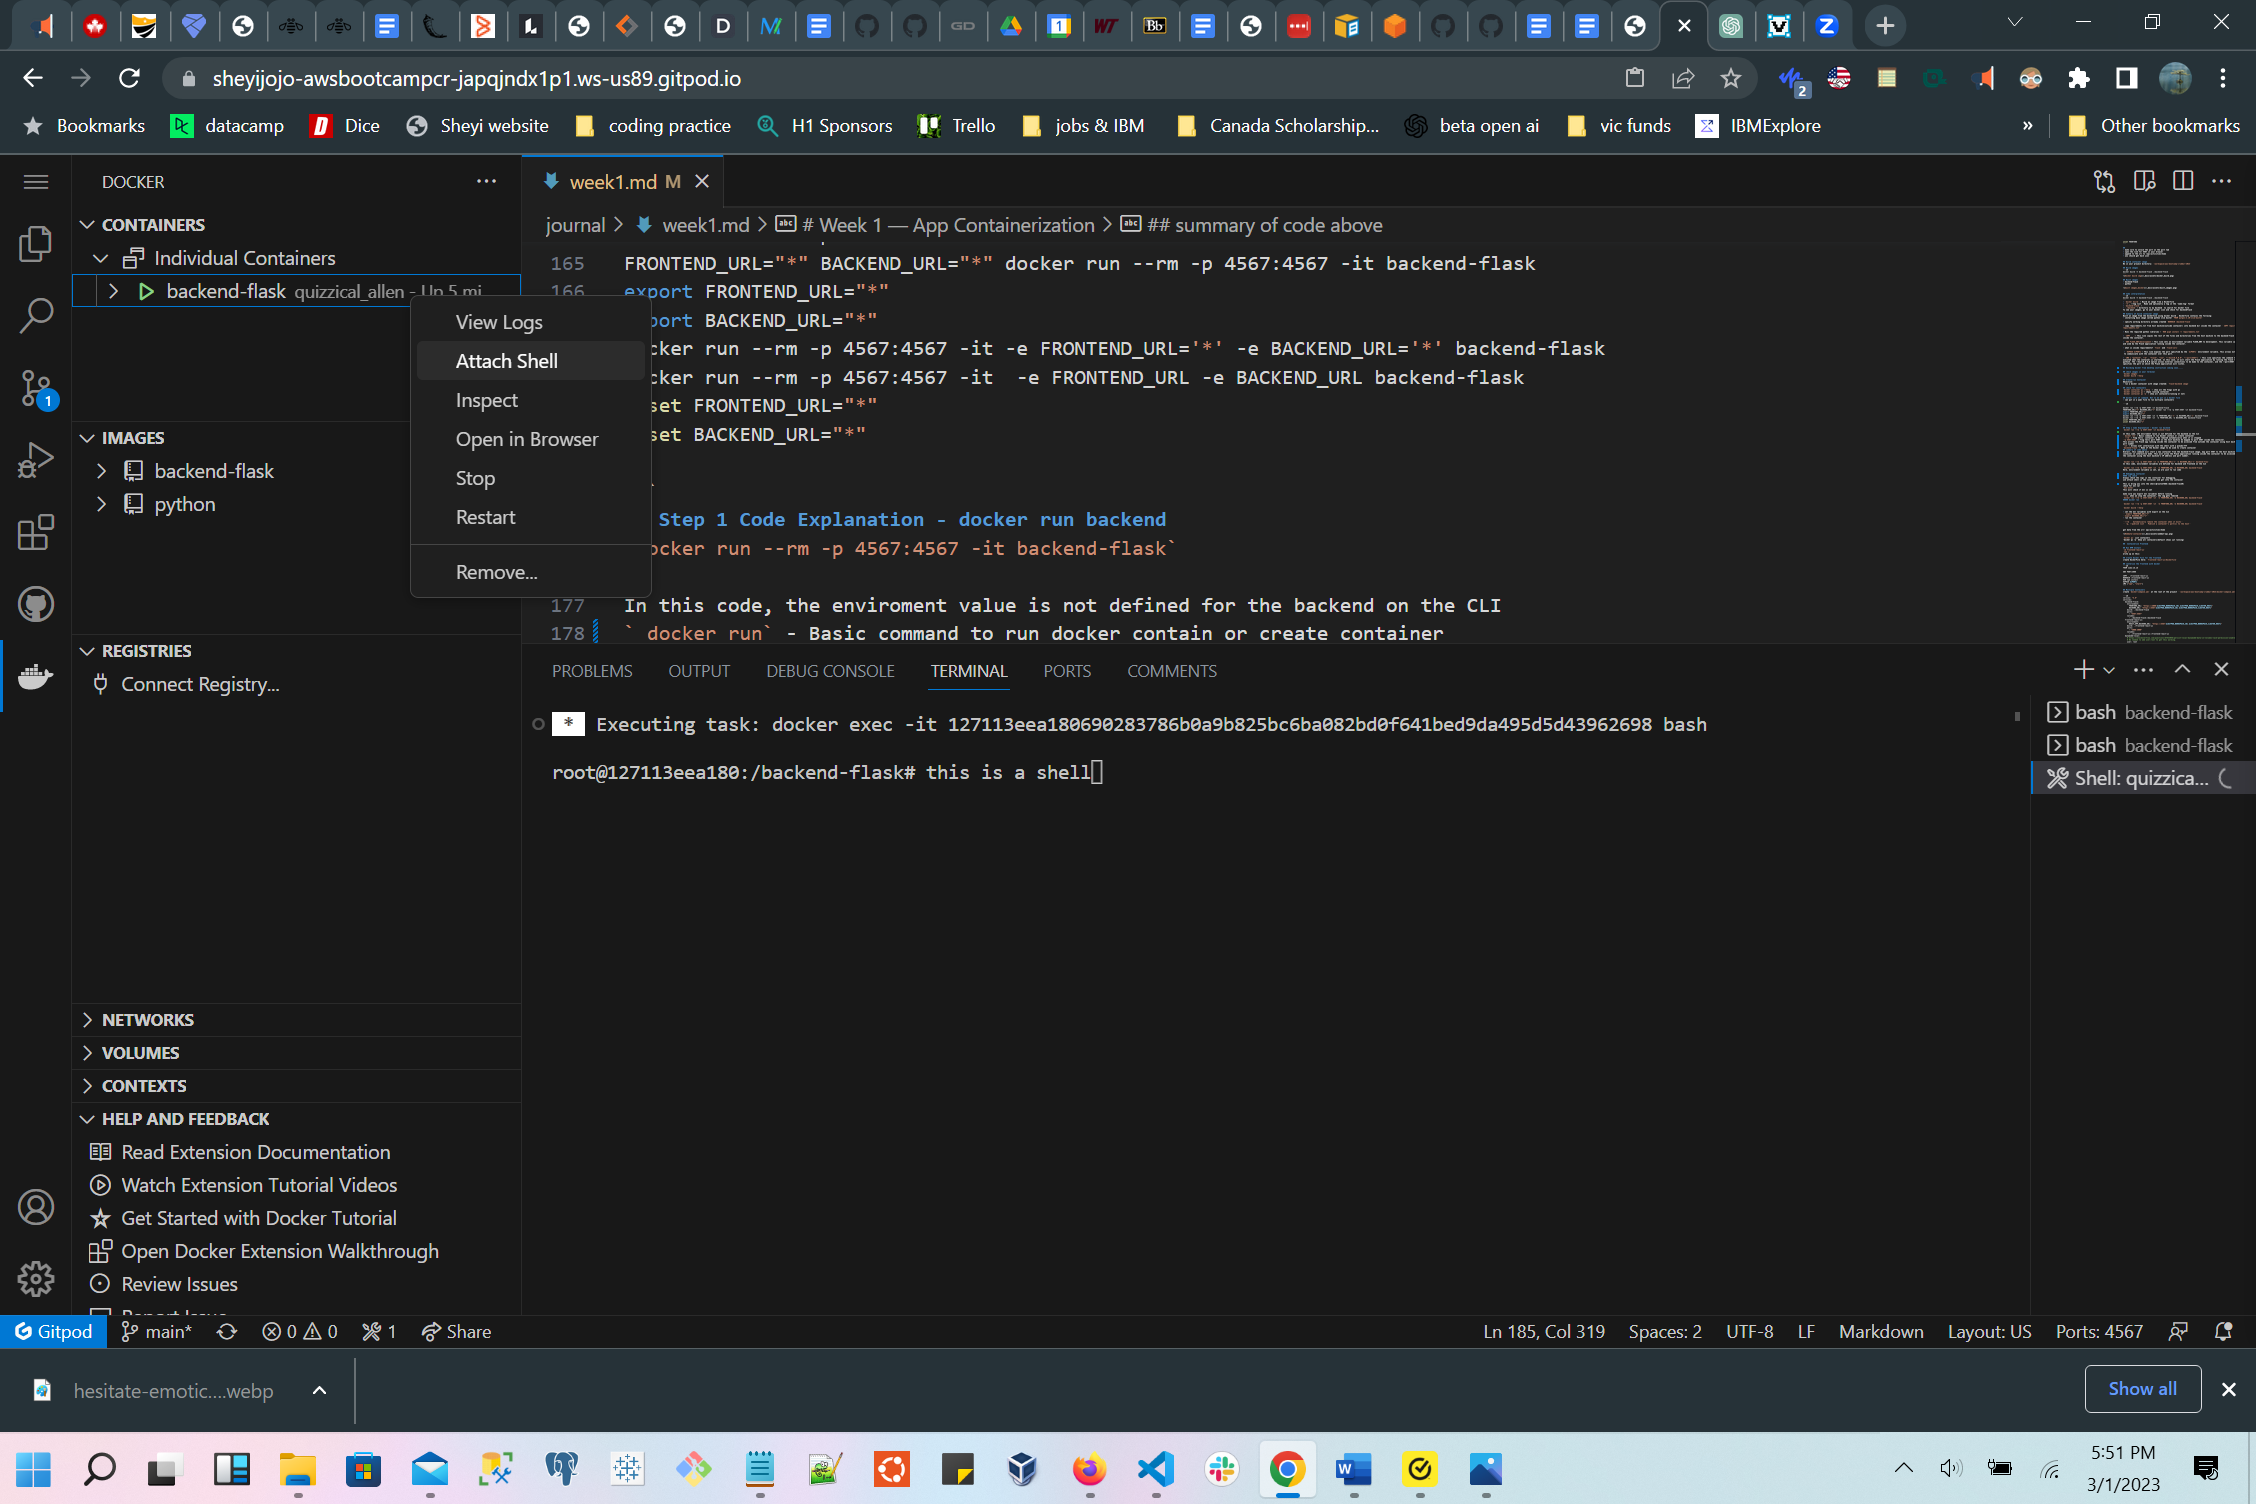 sheyijojo-awsbootcampcr-japqjndx1p1.ws-us89.gitpod.io
2
Bookmarks datacamp Dice Sheyi website coding practice H1 Sponsors Trello jobs & IBM Canada Scholarship... beta open ai vic funds IBMExplore » Other bookmarks
DOCKER
week1.md M
CONTAINERS
journal > week1.md > # Week 1 — App Containerization > ## summary of code above
Individual Containers
backend-flask quizzical_allen - Up 5 mi
165 FRONTEND_URL="*" BACKEND_URL="*" docker run --rm -p 4567:4567 -it backend-flask
166 export FRONTEND_URL="*"
port BACKEND_URL="*"
cker run --rm -p 4567:4567 -it -e FRONTEND_URL='*' -e BACKEND_URL='*' backend-flask
cker run --rm -p 4567:4567 -it  -e FRONTEND_URL -e BACKEND_URL backend-flask
set FRONTEND_URL="*"
set BACKEND_URL="*"
View Logs
Attach Shell
Inspect
Open in Browser
Stop
Restart
Remove...
1
IMAGES
backend-flask
python
Step 1 Code Explanation - docker run backend
ocker run --rm -p 4567:4567 -it backend-flask`
177 In this code, the enviroment value is not defined for the backend on the CLI
178 ` docker run` - Basic command to run docker contain or create container
REGISTRIES
Connect Registry...
PROBLEMS OUTPUT DEBUG CONSOLE TERMINAL PORTS COMMENTS
* Executing task: docker exec -it 127113eea180690283786b0a9b825bc6ba082bd0f641bed9da495d5d43962698 bash
root@127113eea180:/backend-flask# this is a shell
bash backend-flask
bash backend-flask
Shell: quizzica...
NETWORKS
VOLUMES
CONTEXTS
HELP AND FEEDBACK
Read Extension Documentation
Watch Extension Tutorial Videos
Get Started with Docker Tutorial
Open Docker Extension Walkthrough
Review Issues
Gitpod main* 0 0 1 Share Ln 185, Col 319 Spaces: 2 UTF-8 LF Markdown Layout: US Ports: 4567
hesitate-emotic....webp
Show all
5:51 PM
3/1/2023